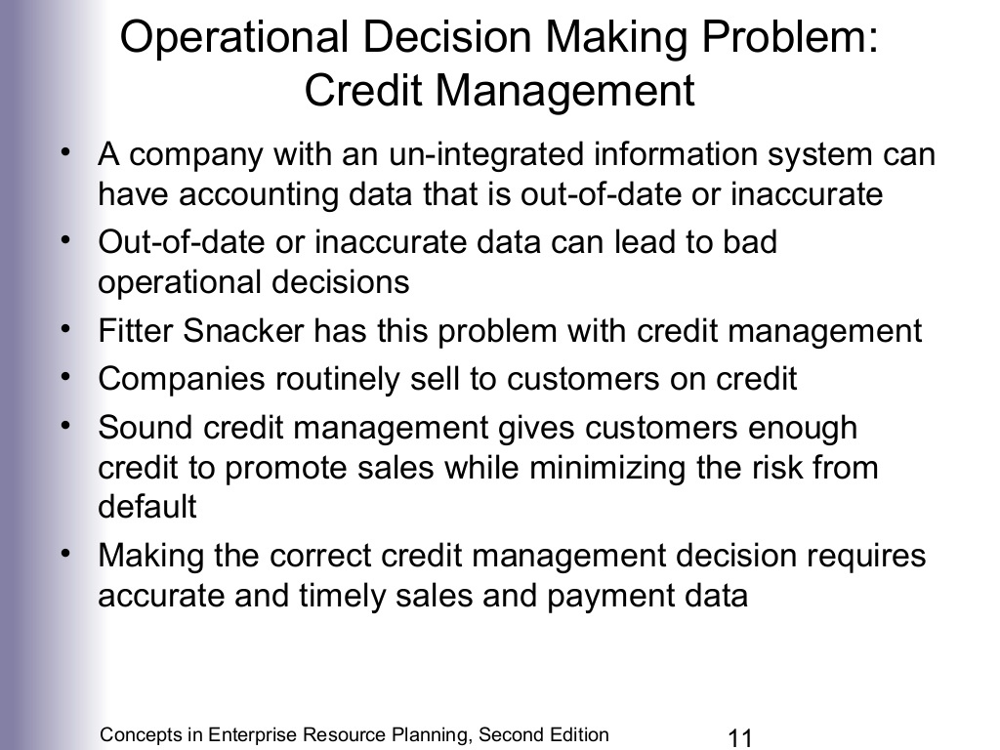 Operational Decision Making Problem:
Credit Management
• A company with an un-integrated information system can
have accounting data that is out-of-date or inaccurate
• Out-of-date or inaccurate data can lead to bad
operational decisions
• Fitter Snacker has this problem with credit management
• Companies routinely sell to customers on credit
• Sound credit management gives customers enough
credit to promote sales while minimizing the risk from
default
• Making the correct credit management decision requires
accurate and timely sales and payment data
Concepts in Enterprise Resource Planning, Second Edition 11